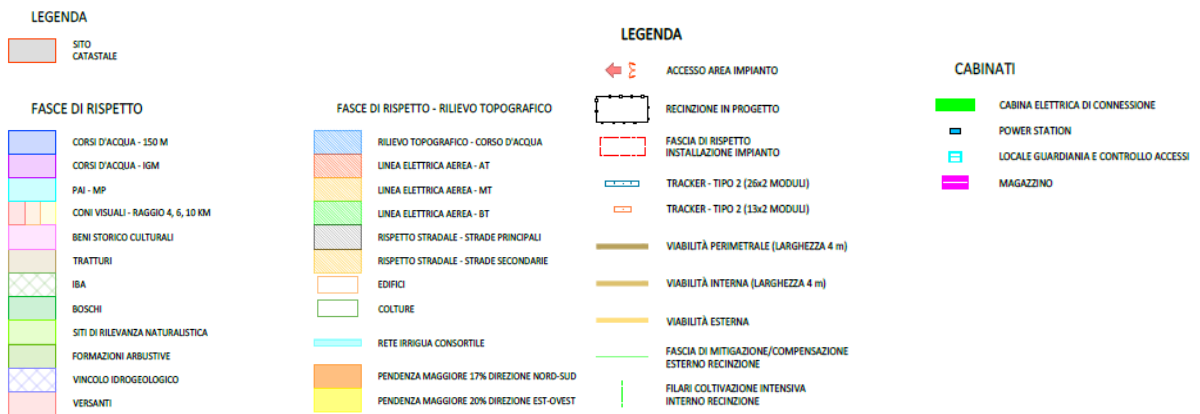 LEGENDA
SITO
CATASTALE
FASCE DI RISPETTO
CORSI D'ACQUA - 150 M
CORSI D'ACQUA - IGM
PAI - MP
CONI VISUALI - RAGGIO 4, 6, 10 KM
BENI STORICO CULTURALI
TRATTURI
IBA
BOSCHI
SITI DI RILEVANZA NATURALISTICA
FORMAZIONI ARBUSTIVE
VINCOLO IDROGEOLOGICO
VERSANTI
FASCE DI RISPETTO - RILIEVO TOPOGRAFICO
RILIEVO TOPOGRAFICO - CORSO D'ACQUA
LINEA ELETTRICA AEREA - AT
LINEA ELETTRICA AEREA - MT
LINEA ELETTRICA AEREA - BT
RISPETTO STRADALE - STRADE PRINCIPALI
RISPETTO STRADALE - STRADE SECONDARIE
EDIFICI
COLTURE
RETE IRRIGUA CONSORTILE
PENDENZA MAGGIORE 17% DIREZIONE NORD-SUD
PENDENZA MAGGIORE 20% DIREZIONE EST-OVEST
LEGENDA
ACCESSO AREA IMPIANTO
RECINZIONE IN PROGETTO
FASCIA DI RISPETTO
INSTALLAZIONE IMPIANTO
TRACKER - TIPO 2 (26x2 MODULI)
TRACKER - TIPO 2 (13x2 MODULI)
VIABILITÀ PERIMETRALE (LARGHEZZA 4 m)
VIABILITÀ INTERNA (LARGHEZZA 4 m)
VIABILITÀ ESTERNA
FASCIA DI MITIGAZIONE/COMPENSAZIONE
ESTERNO RECINZIONE
FILARI COLTIVAZIONE INTENSIVA
INTERNO RECINZIONE
CABINATI
CABINA ELETTRICA DI CONNESSIONE
POWER STATION
LOCALE GUARDIANIA E CONTROLLO ACCESSI
MAGAZZINO